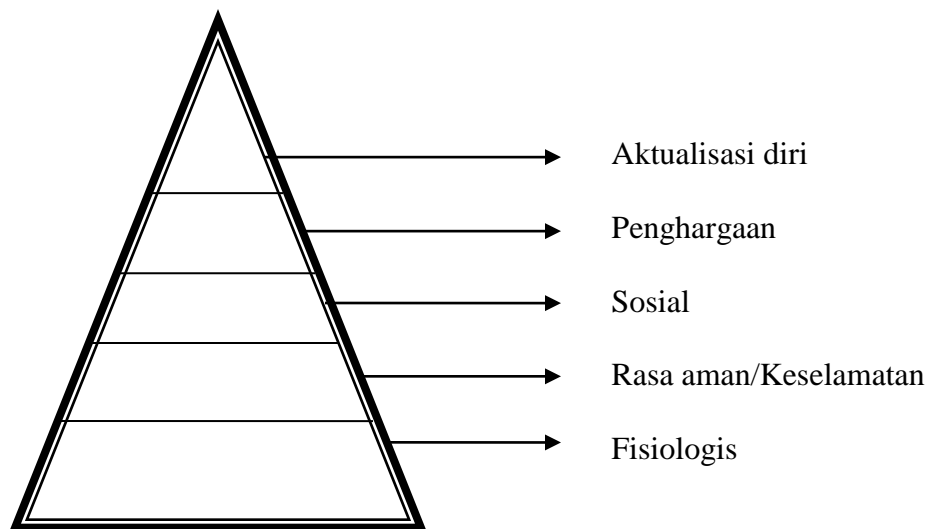 Aktualisasi diri
Penghargaan
Sosial
Rasa aman/Keselamatan
Fisiologis